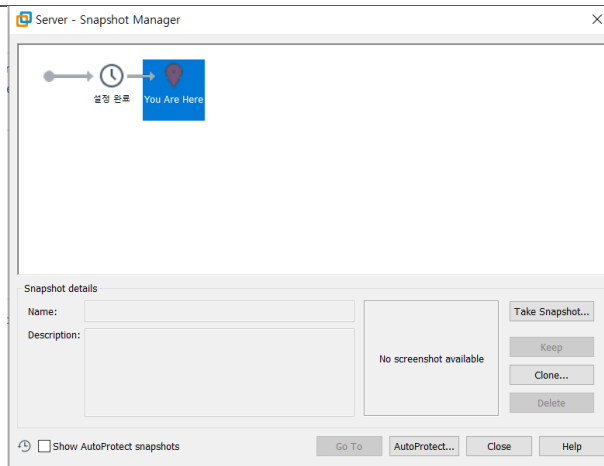 Server - Snapshot Manager
설정 완료
You Are Here
Snapshot details
Name:
Take Snapshot...
Description:
No screenshot available
Keep
Clone...
Delete
Show AutoProtect snapshots
Go To
AutoProtect...
Close
Help